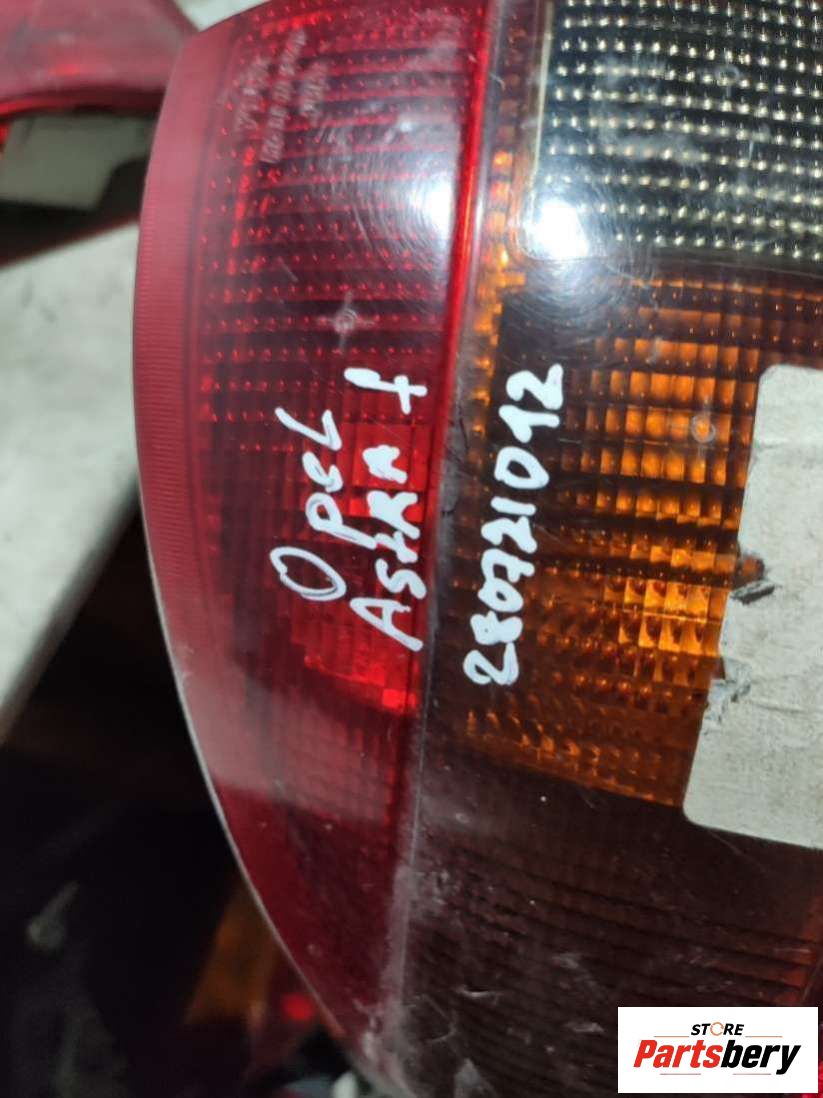 Opel
Astra f
280721012
STORE
Partsbery